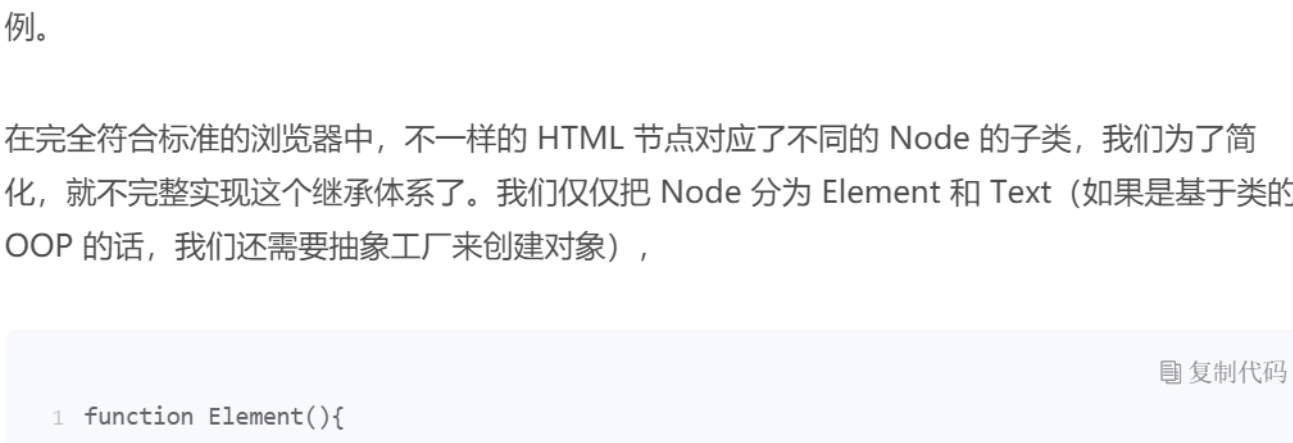 例。
在完全符合标准的浏览器中，不一样的 HTML 节点对应了不同的 Node 的子类，我们为了简
化，就不完整实现这个继承体系了。我们仅仅把 Node 分为 Element 和 Text（如果是基于类的
OOP 的话，我们还需要抽象工厂来创建对象），
复制代码
1 function Element(){